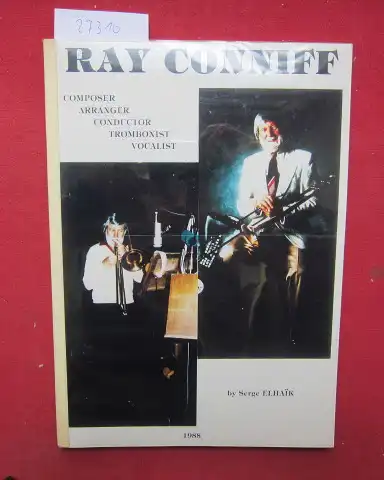 27310
RAY CONNIFF
COMPOSER
ARRANGER
CONDUCTOR
TROMBONIST
VOCALIST
by Serge ELHAÏK
1988